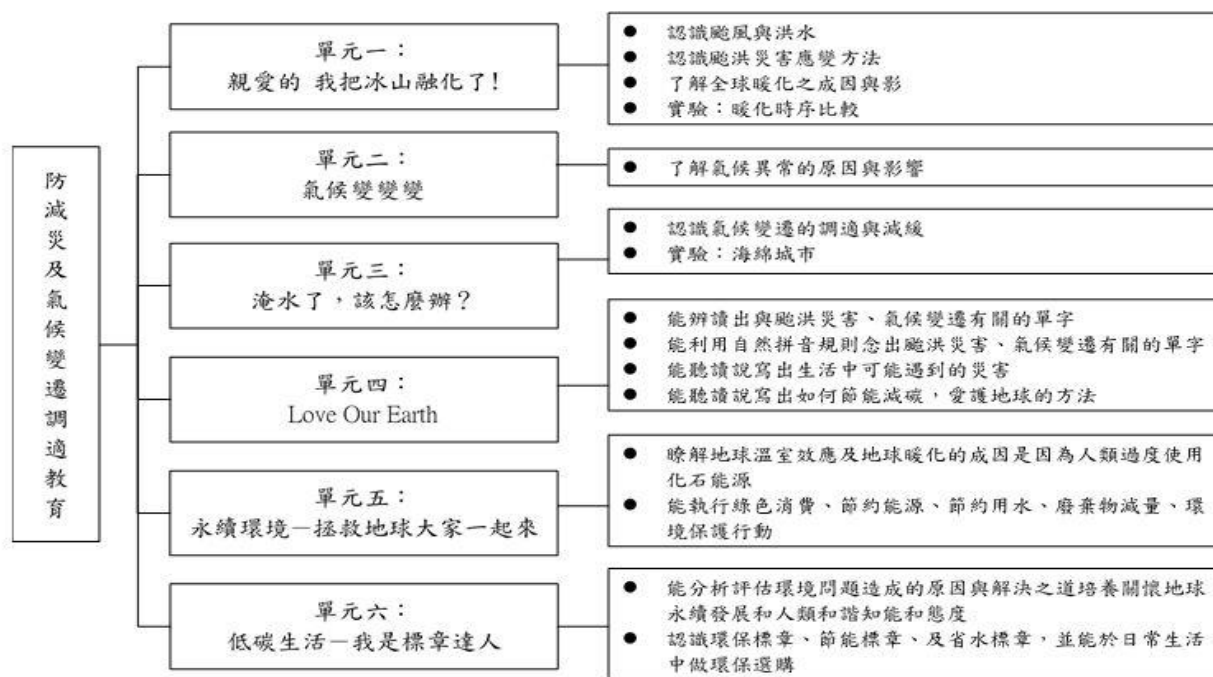 防減災及氣候變遷調適教育
單元一：
親愛的 我把冰山融化了!
● 認識颱風與洪水
● 認識颱洪災害應變方法
● 了解全球暖化之成因與影
● 實驗：暖化時序比較
單元二：
氣候變變變
● 了解氣候異常的原因與影響
單元三：
淹水了，該怎麼辦？
● 認識氣候變遷的調適與減緩
● 實驗：海綿城市
單元四：
Love Our Earth
● 能辨讀出與颱洪災害、氣候變遷有關的單字
● 能利用自然拼音規則念出颱洪災害、氣候變遷有關的單字
● 能聽讀說寫出生活中可能遇到的災害
● 能聽讀說寫出如何節能減碳，愛護地球的方法
單元五：
永續環境－拯救地球大家一起來
● 瞭解地球溫室效應及地球暖化的成因是因為人類過度使用
化石能源
● 能執行綠色消費、節約能源、節約用水、廢棄物減量、環
境保護行動
單元六：
低碳生活－我是標章達人
● 能分析評估環境問題造成的原因與解決之道培養關懷地球
永續發展和人類和諧知能和態度
● 認識環保標章、節能標章、及省水標章，並能於日常生活
中做環保選購